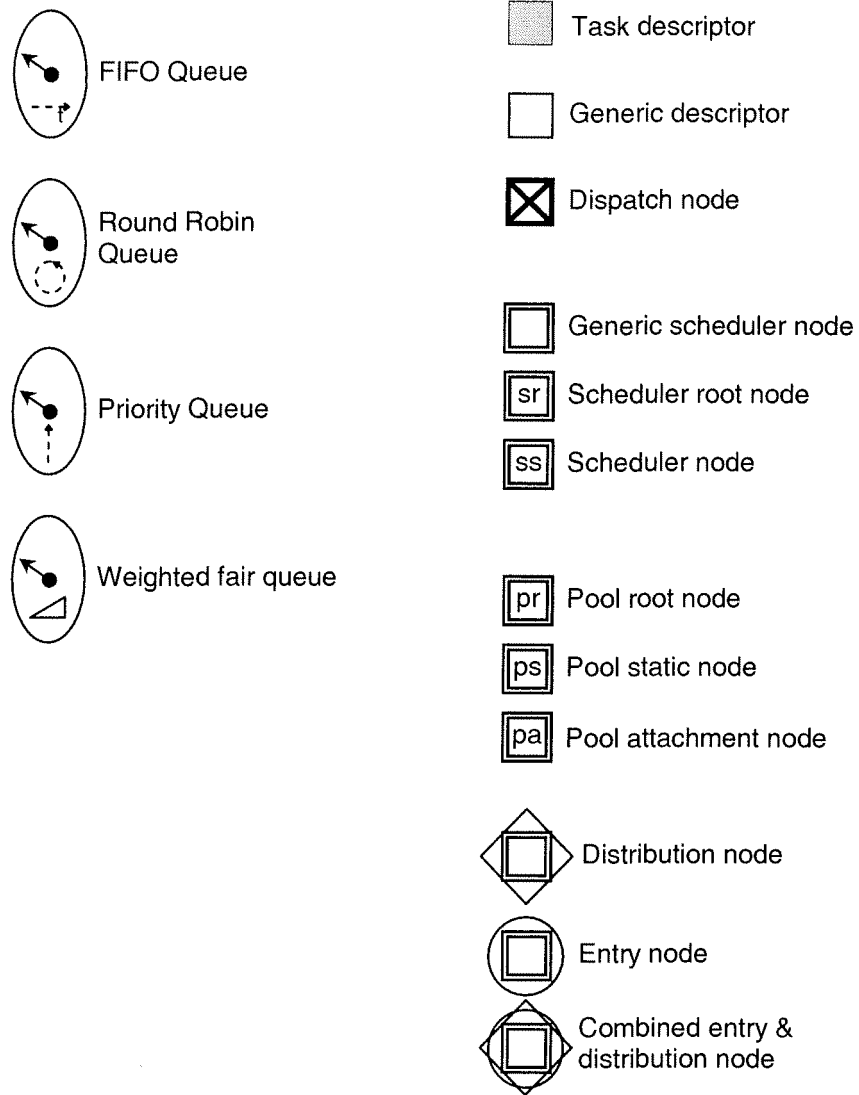 FIFO Queue
t
Round Robin
Queue
Priority Queue
Weighted fair queue
Task descriptor
Generic descriptor
Dispatch node
Generic scheduler node
sr Scheduler root node
ss Scheduler node
pr Pool root node
ps Pool static node
pa Pool attachment node
Distribution node
Entry node
Combined entry &
distribution node